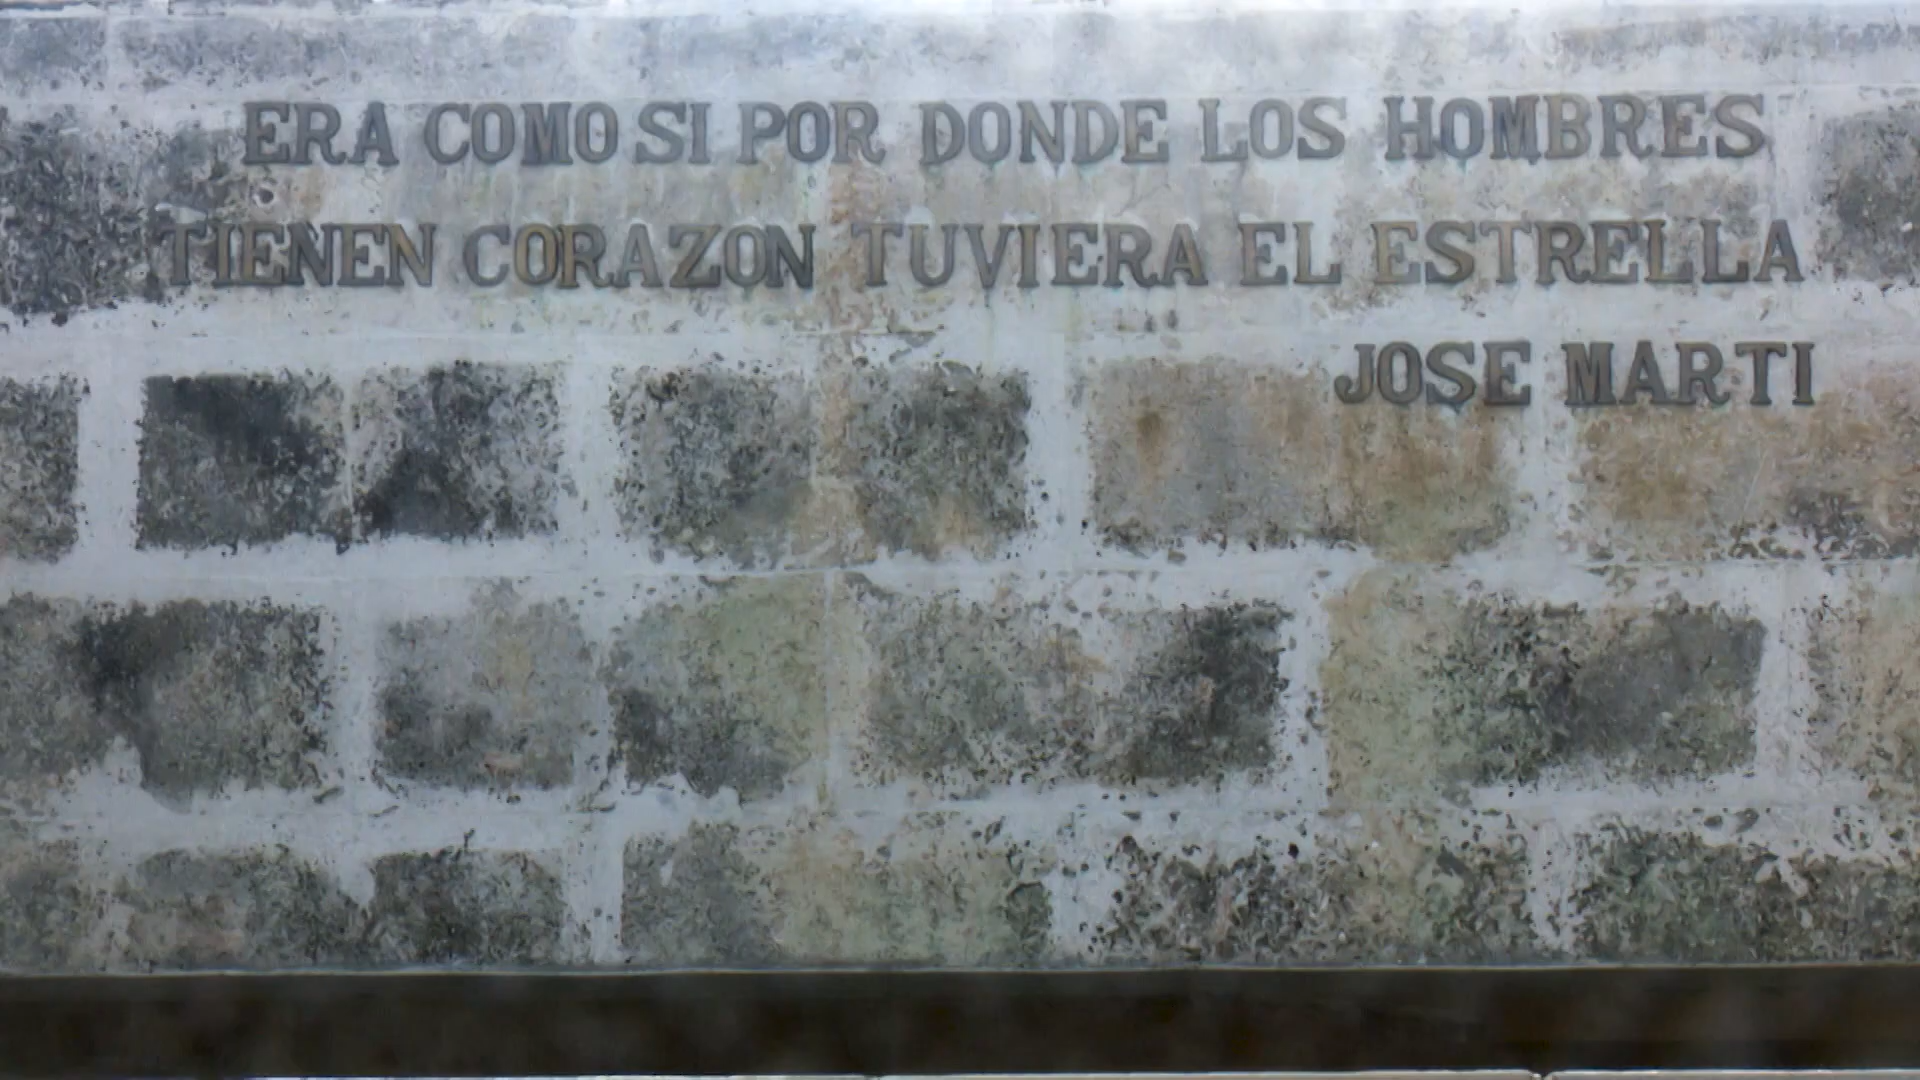 ERA COMO SI POR DONDE LOS HOMBRES
TIENEN CORAZON TUVIERA EL ESTRELLA
JOSE MARTI